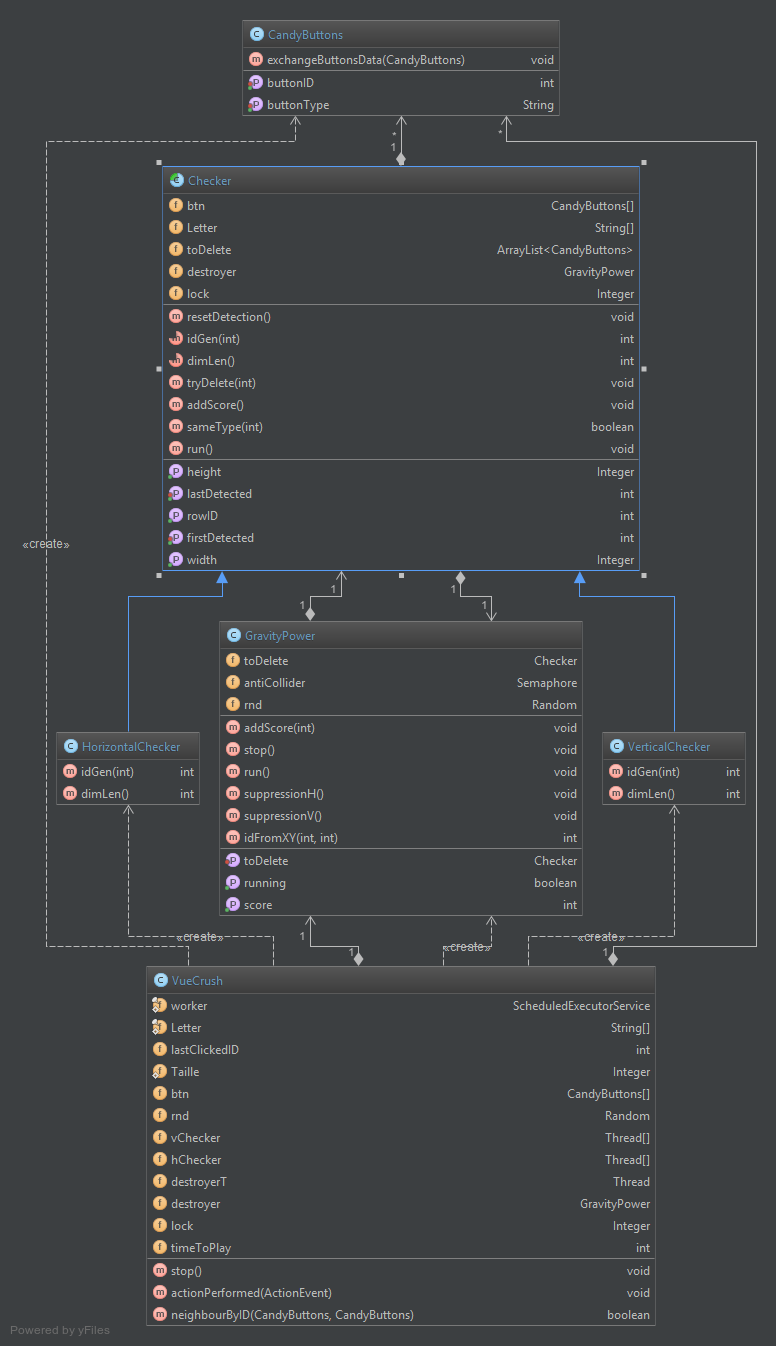 CandyButtons
exchangeButtonsData(CandyButtons) void
buttonID int
buttonType String
* *
1
Checker
btn CandyButtons[]
Letter String[]
toDelete ArrayList<CandyButtons>
destroyer GravityPower
lock Integer
resetDetection() void
idGen(int) int
dimLen() int
tryDelete(int) void
addScore() void
sameType(int) boolean
run() void
height Integer
lastDetected int
rowID int
firstDetected int
«create»
width Integer
1 1
1 1
GravityPower
toDelete Checker
antiCollider Semaphore
rnd Random
addScore(int) void
stop() void
run() void
suppressionH() void
suppressionV() void
idFromXY(int, int) int
toDelete Checker
running boolean
score int
HorizontalChecker
idGen(int) int
dimLen() int
VerticalChecker
idGen(int) int
dimLen() int
«create» 1 «create» «create»
1 1
VueCrush
worker ScheduledExecutorService
Letter String[]
lastClickedID int
Taille Integer
btn CandyButtons[]
rnd Random
vChecker Thread[]
hChecker Thread[]
destroyerT Thread
destroyer GravityPower
lock Integer
timeToPlay int
stop() void
actionPerformed(ActionEvent) void
neighbourByID(CandyButtons, CandyButtons) boolean
Powered by yFiles